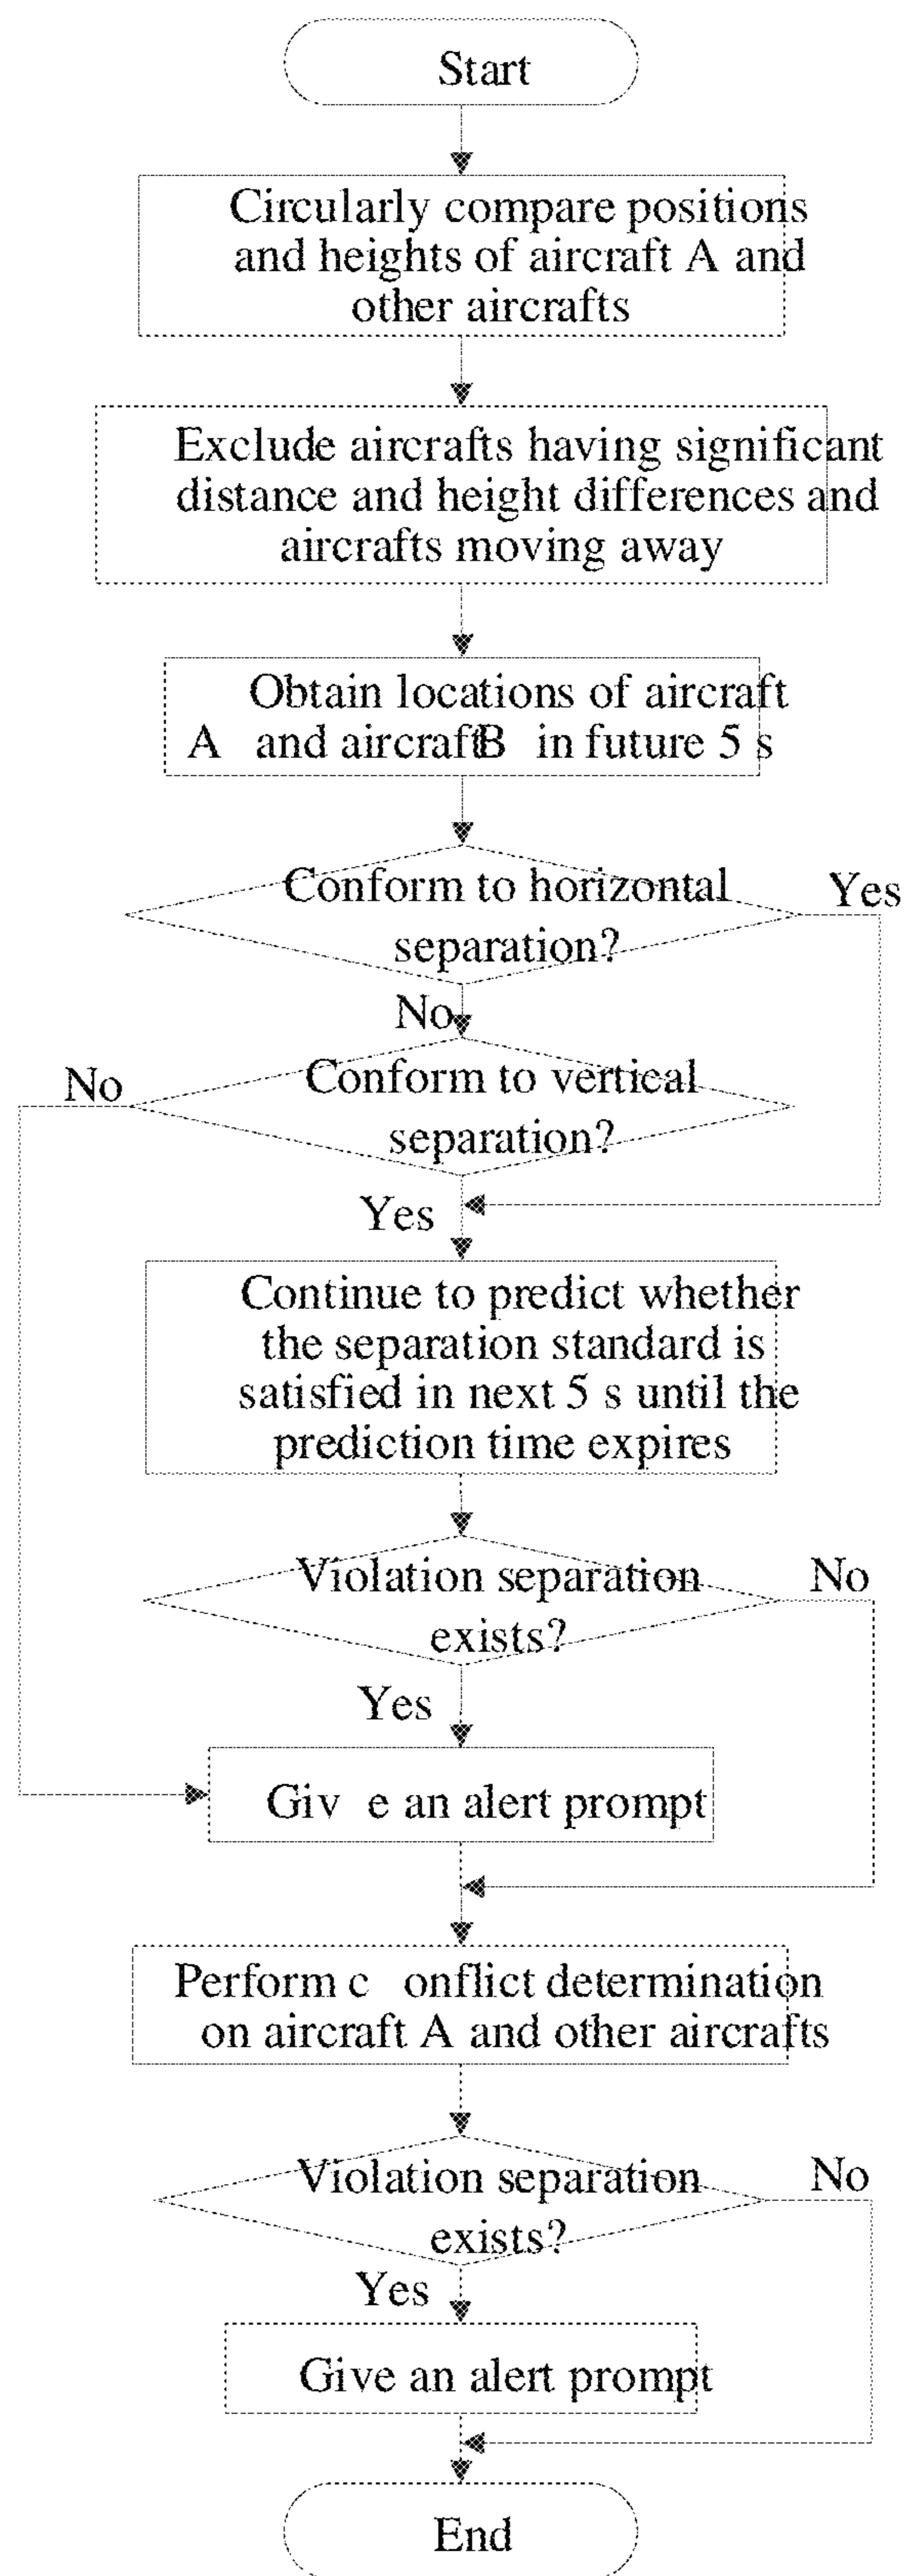 Start
Circularly compare positions
and heights of aircraft A and
other aircrafts
Exclude aircrafts having significant
distance and height differences and
aircrafts moving away
Obtain locations of aircraft
A and aircraft B in future 5 s
Conform to horizontal
separation?
Yes
No
Conform to vertical
separation?
No
Yes
Continue to predict whether
the separation standard is
satisfied in next 5 s until the
prediction time expires
Violation separation
exists?
No
Yes
Giv e an alert prompt
Perform c onflict determination
on aircraft A and other aircrafts
Violation separation
exists?
No
Yes
Give an alert prompt
End